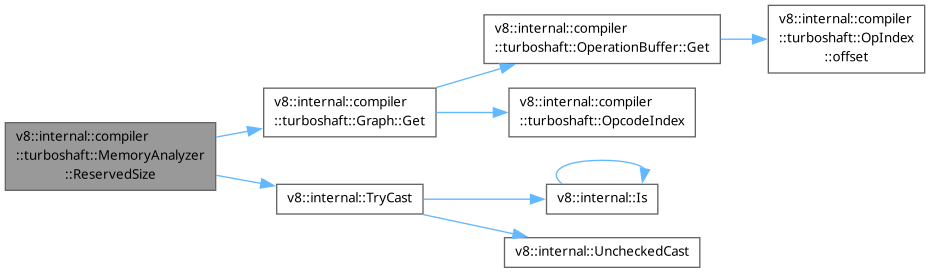 v8::internal::compiler
::turboshaft::MemoryAnalyzer
::ReservedSize
v8::internal::compiler
::turboshaft::Graph::Get
v8::internal::compiler
::turboshaft::OperationBuffer::Get
v8::internal::compiler
::turboshaft::OpIndex
::offset
v8::internal::compiler
::turboshaft::OpcodeIndex
v8::internal::TryCast
v8::internal::Is
v8::internal::UncheckedCast